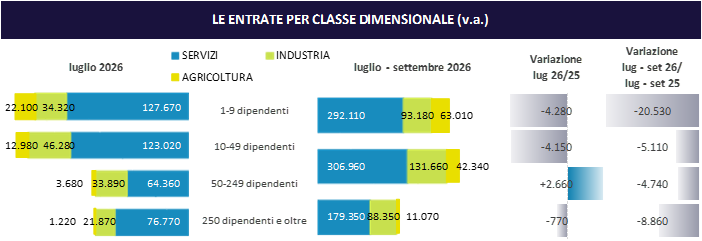 LE ENTRATE PER CLASSE DIMENSIONALE (v.a.)
luglio 2026
SERVIZI
INDUSTRIA
AGRICOLTURA
luglio - settembre 2026
Variazione
lug 26/25
Variazione
lug - set 26/
lug - set 25
22.100 34.320 127.670
1-9 dipendenti
292.110 93.180 63.010
-4.280
-20.530
12.980 46.280 123.020
10-49 dipendenti
306.960 131.660 42.340
-4.150
-5.110
3.680 33.890 64.360
50-249 dipendenti
+2.660
-4.740
1.220 21.870 76.770
250 dipendenti e oltre
179.350 88.350 11.070
-770
-8.860